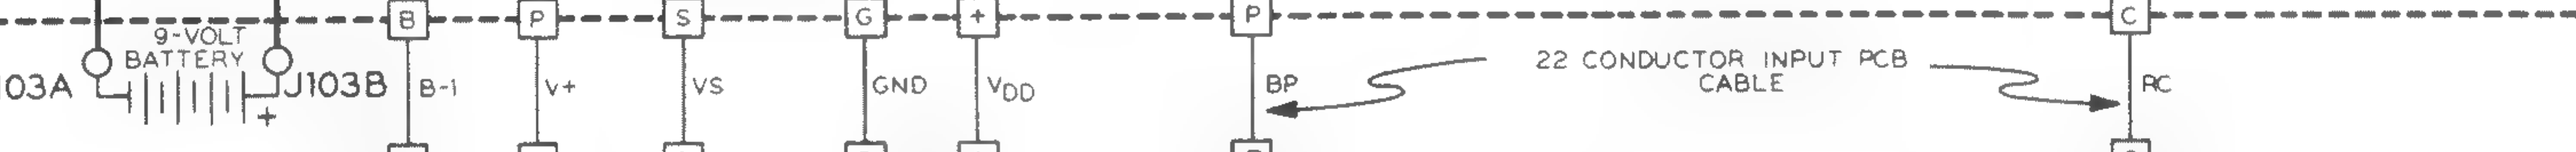 B P S G + P C
9-VOLT
BATTERY
03A
J103B
+
B-1
V+
VS
GND
VDD
BP
22 CONDUCTOR INPUT PCB
CABLE
RC